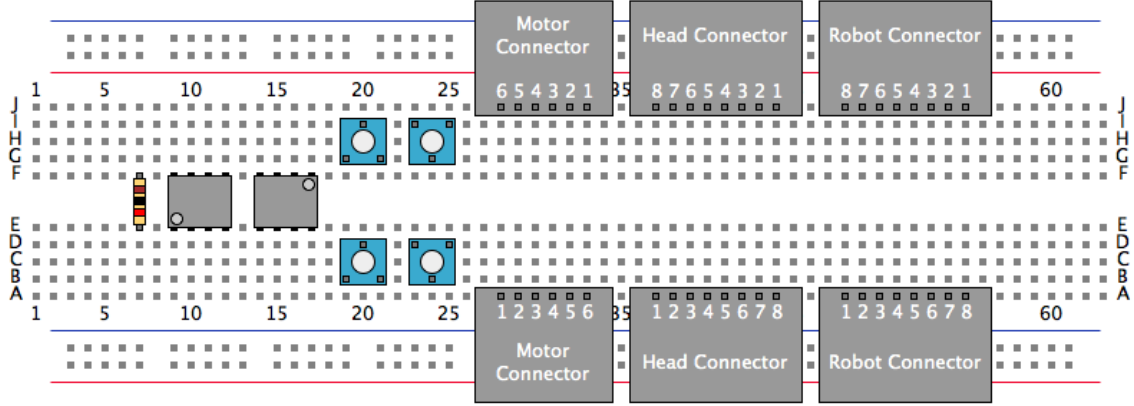 Motor
Connector
Head Connector
Robot Connector
1 5 10 15 20 25 35 60
6 5 4 3 2 1
8 7 6 5 4 3 2 1
8 7 6 5 4 3 2 1
J J
I I
H H
G G
F F
E E
D D
C C
B B
A A
1 5 10 15 20 25 35 60
1 2 3 4 5 6
1 2 3 4 5 6 7 8
1 2 3 4 5 6 7 8
Motor
Connector
Head Connector
Robot Connector